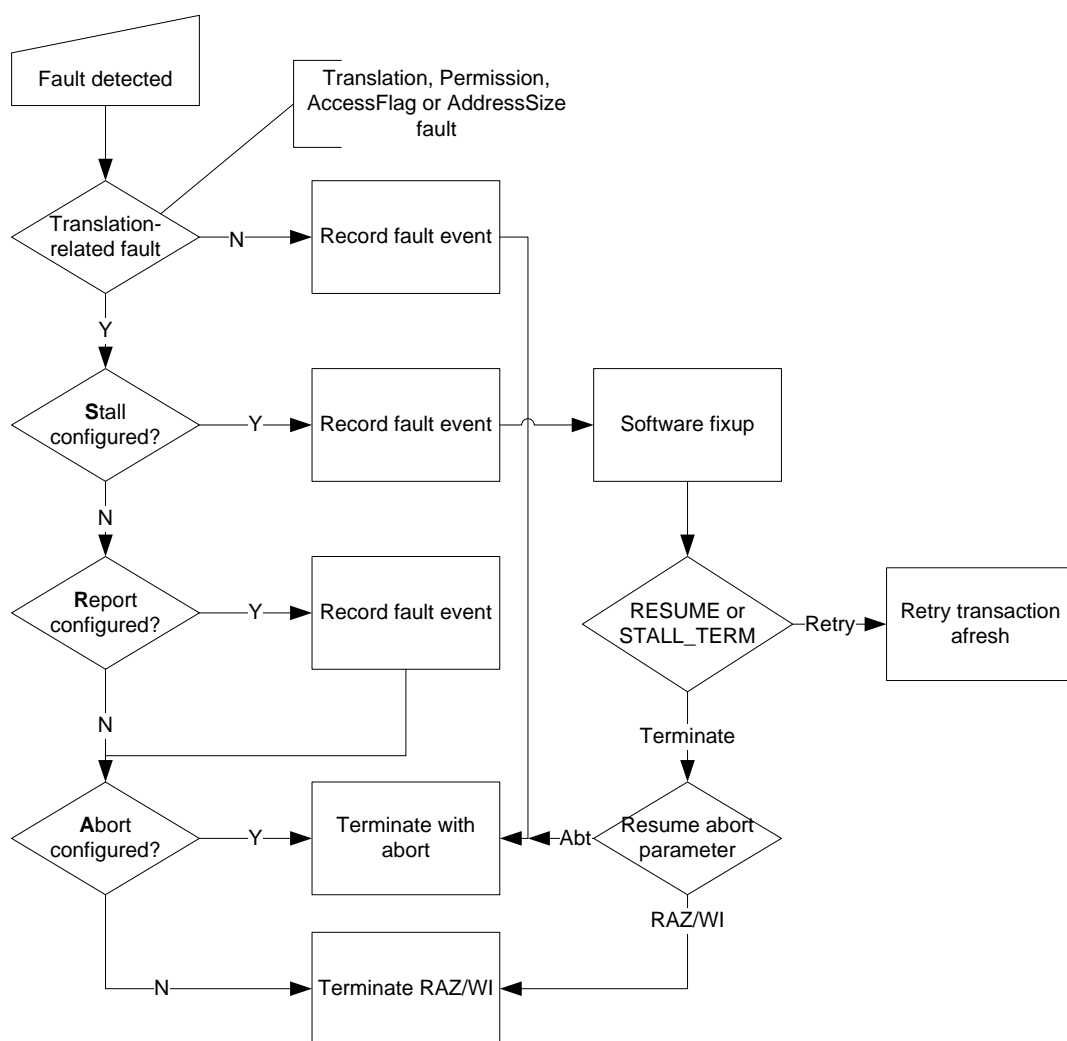 Fault detected
Translation, Permission,
AccessFlag or AddressSize
fault
Translation-
related fault
N
Record fault event
Y
Stall
configured?
Y
Record fault event
Software fixup
N
Report
configured?
Y
Record fault event
RESUME or
STALL_TERM
Retry
Retry transaction
afresh
N
Terminate
Abort
configured?
Y
Terminate with
abort
Abt
Resume abort
parameter
RAZ/WI
N
Terminate RAZ/WI